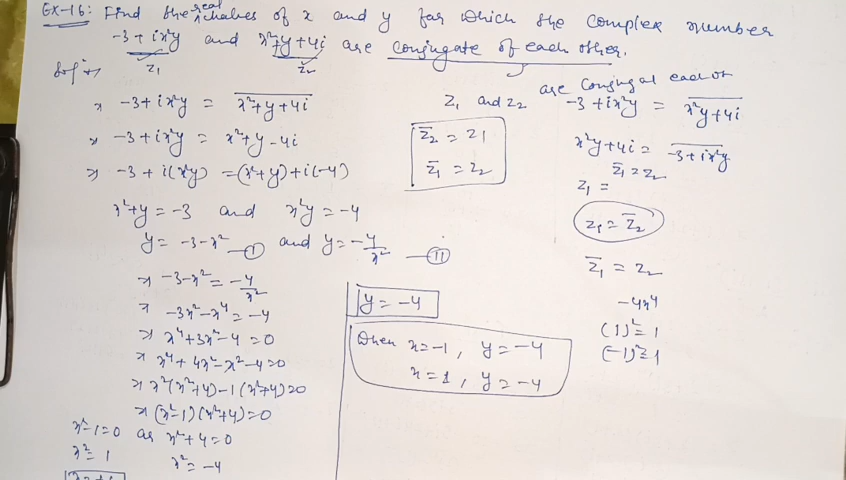 EX-16: Find the real values of x and y for which the complex number
-3 + ix²y and x²+y+4i are conjugate of each other.
z₁ z₂
Solⁿ
⇒ -3+ix²y = \overline{x²+y+4i}
⇒ -3+ix²y = x²+y-4i
⇒ -3+i(x²y) = (x²+y)+i(-4)
x²+y = -3 and x²y = -4
y = -3-x² —(I) and y = -4/x² —(II)
⇒ -3-x² = -4/x²
⇒ -3x²-x⁴ = -4
⇒ x⁴+3x²-4 = 0
⇒ x⁴+4x²-x²-4=0
⇒ x²(x²+4)-1(x²+4)=0
⇒ (x²-1)(x²+4)=0
x²-1=0 or x²+4=0
x²=1 x²=-4
z₁ and z₂ are conjugate each or
z̄₂ = z₁
z̄₁ = z₂
y = -4
When x=-1, y=-4
x=1, y=-4
-3+ix²y = \overline{x²y+4i}
x²y+4i = \overline{-3+ix²y}
z̄₁ = z₂
z₁ =
z₁ = z̄₂
z̄₁ = z₂
-4x⁴
(1)² = 1
(-1)² = 1